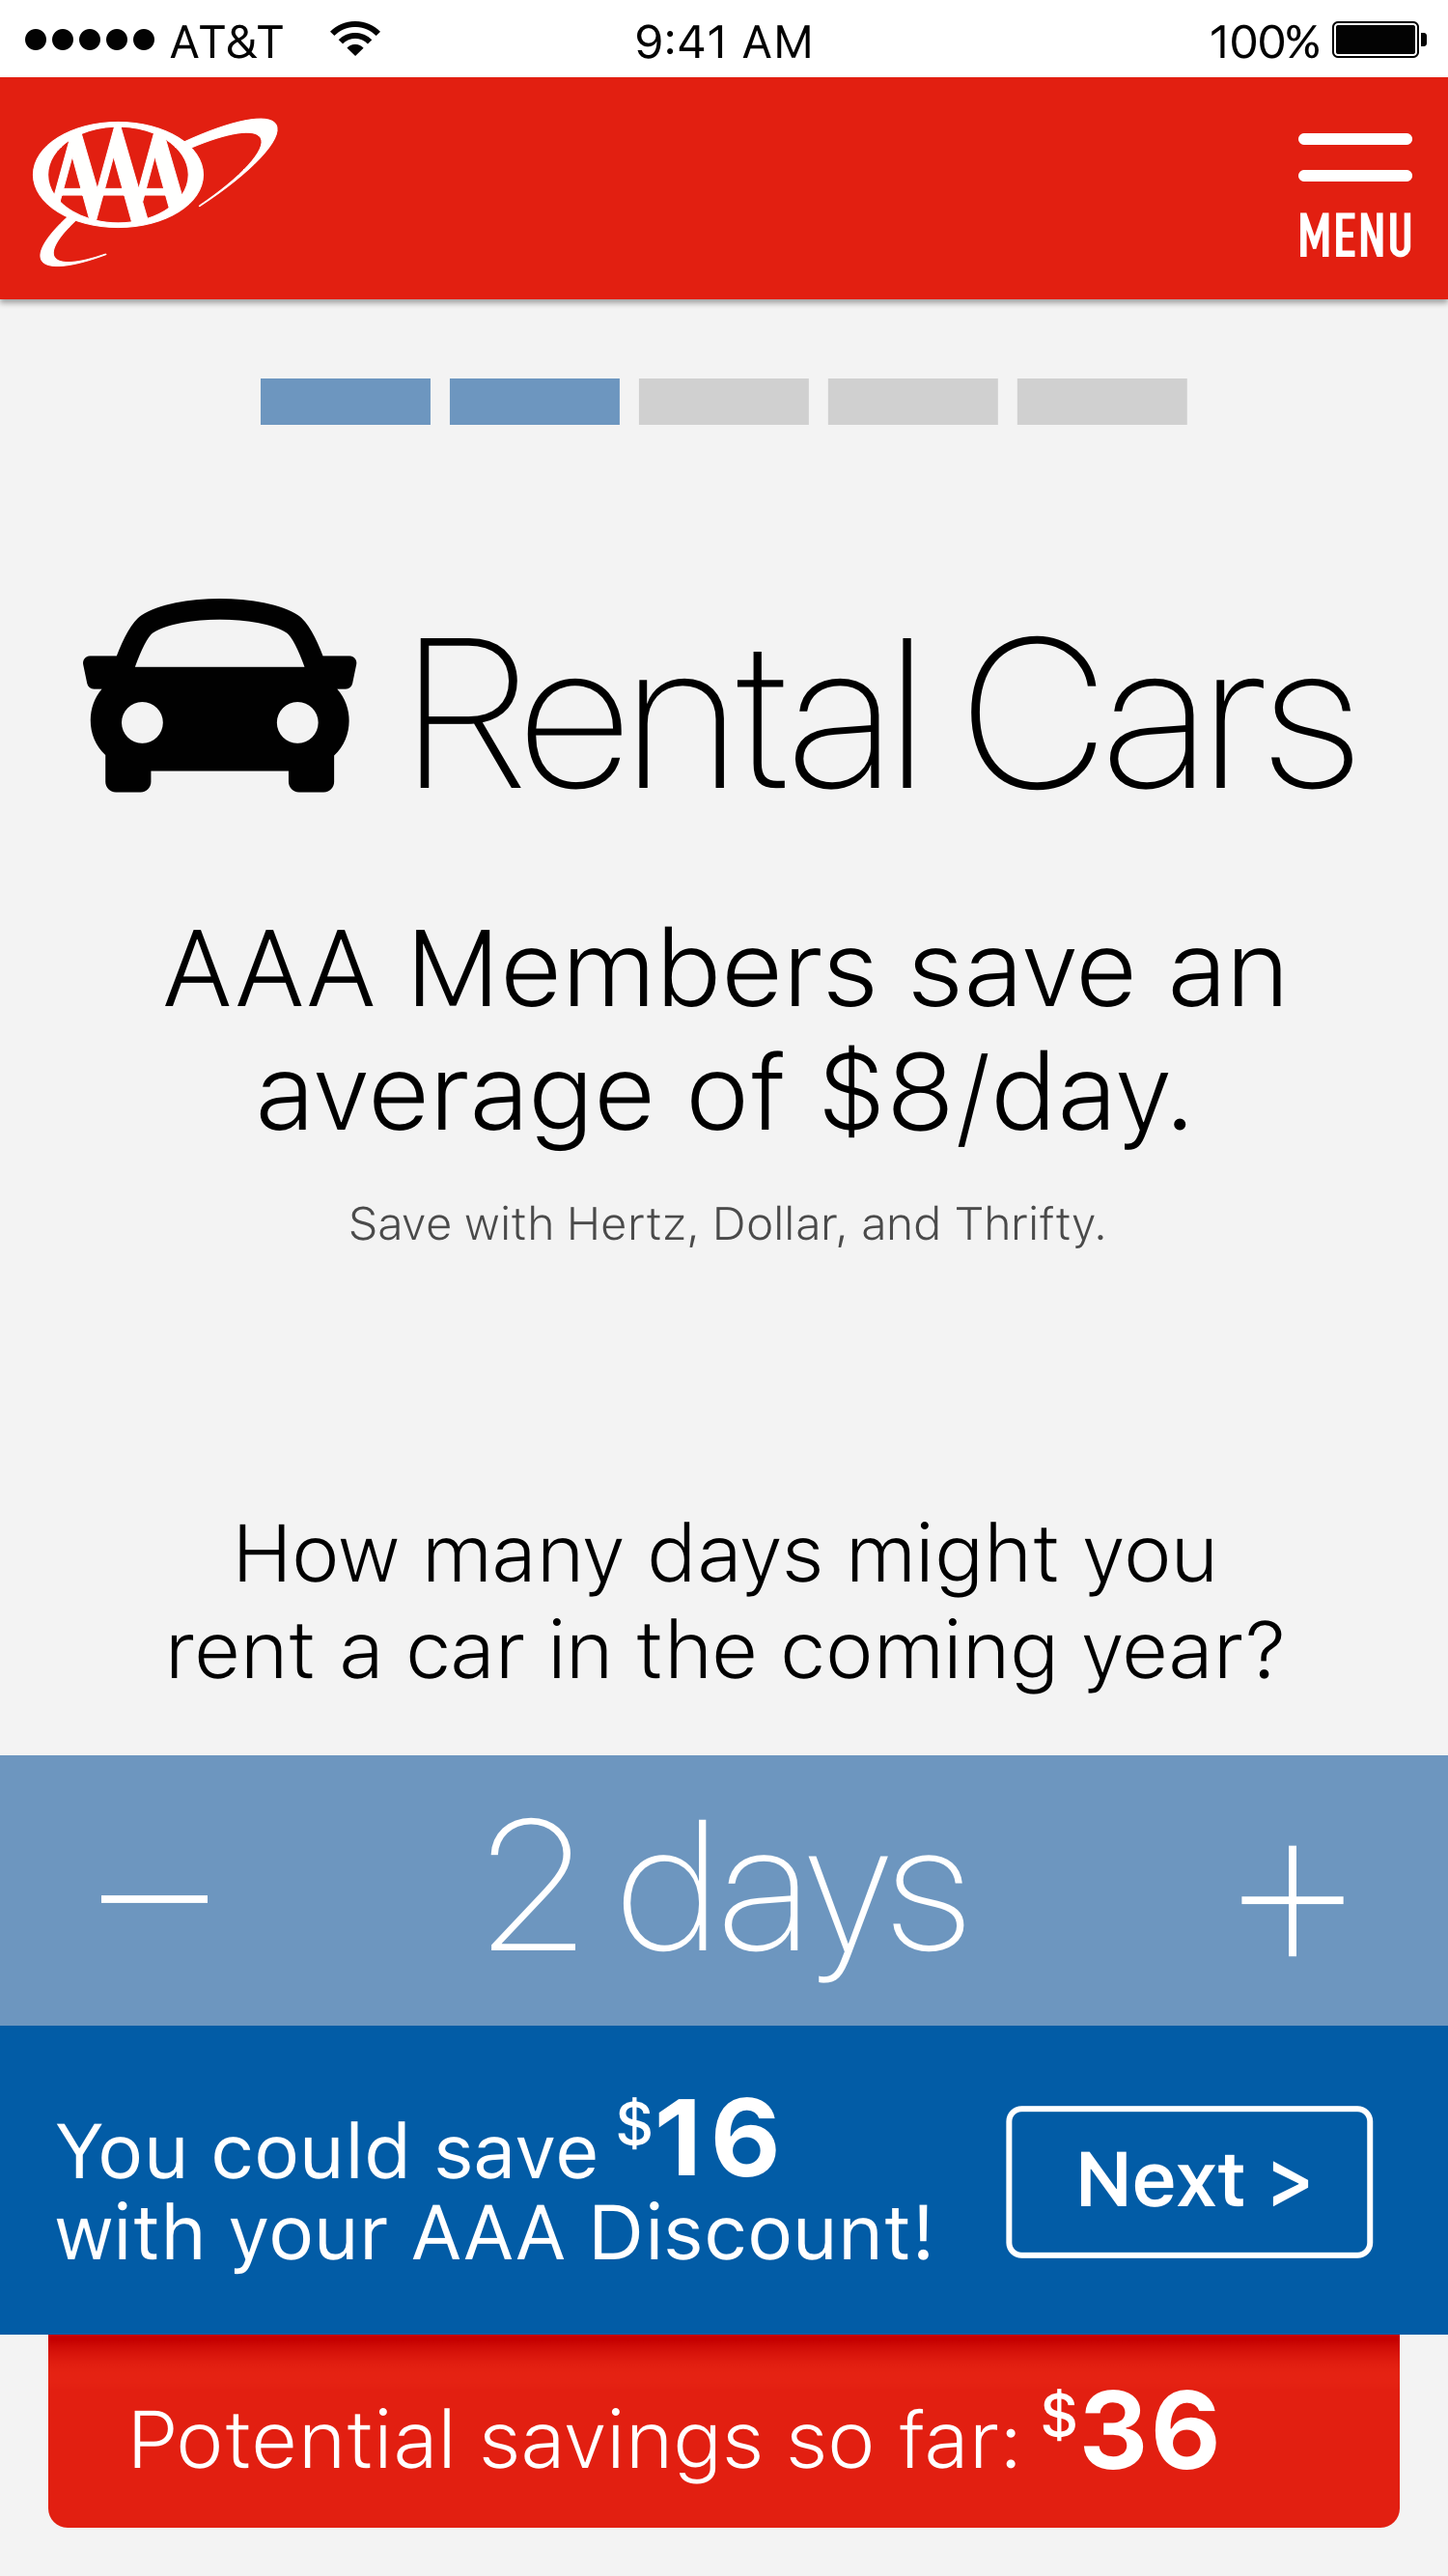 AT&T 9:41 AM 100%
AAA
MENU
Rental Cars
AAA Members save an
average of $8/day.
Save with Hertz, Dollar, and Thrifty.
How many days might you
rent a car in the coming year?
− 2 days +
You could save $16
with your AAA Discount!
Next >
Potential savings so far: $36